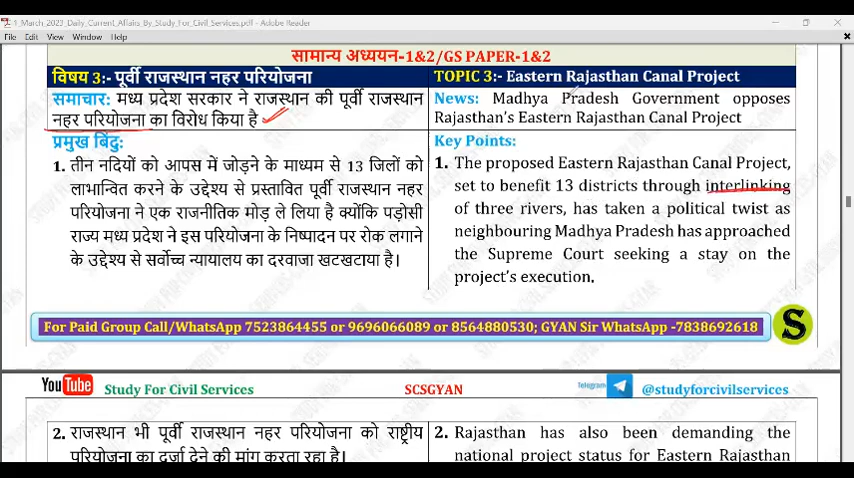 1_March_2023_Daily_Current_Affairs_By_Study_For_Civil_Services.pdf - Adobe Reader
File Edit View Window Help
सामान्य अध्ययन-1&2/GS PAPER-1&2
विषय 3:- पूर्वी राजस्थान नहर परियोजना
समाचार: मध्य प्रदेश सरकार ने राजस्थान की पूर्वी राजस्थान
नहर परियोजना का विरोध किया है
प्रमुख बिंदु:
1. तीन नदियों को आपस में जोड़ने के माध्यम से 13 जिलों को
लाभान्वित करने के उद्देश्य से प्रस्तावित पूर्वी राजस्थान नहर
परियोजना ने एक राजनीतिक मोड़ ले लिया है क्योंकि पड़ोसी
राज्य मध्य प्रदेश ने इस परियोजना के निष्पादन पर रोक लगाने
के उद्देश्य से सर्वोच्च न्यायालय का दरवाजा खटखटाया है।
TOPIC 3:- Eastern Rajasthan Canal Project
News: Madhya Pradesh Government opposes
Rajasthan's Eastern Rajasthan Canal Project
Key Points:
1. The proposed Eastern Rajasthan Canal Project,
set to benefit 13 districts through interlinking
of three rivers, has taken a political twist as
neighbouring Madhya Pradesh has approached
the Supreme Court seeking a stay on the
project's execution.
For Paid Group Call/WhatsApp 7523864455 or 9696066089 or 8564880530; GYAN Sir WhatsApp -7838692618
S
YouTube Study For Civil Services SCSGYAN Telegram @studyforcivilservices
2. राजस्थान भी पूर्वी राजस्थान नहर परियोजना को राष्ट्रीय
परियोजना का दर्जा देने की मांग करता रहा है।
2. Rajasthan has also been demanding the
national project status for Eastern Rajasthan